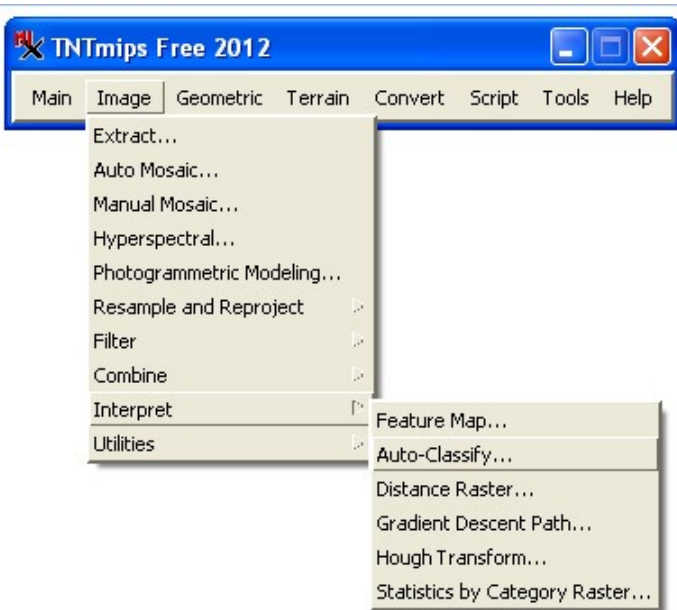 TNTmips Free 2012
Main Image Geometric Terrain Convert Script Tools Help
Extract...
Auto Mosaic...
Manual Mosaic...
Hyperspectral...
Photogrammetric Modeling...
Resample and Reproject
Filter
Combine
Interpret
Utilities
Feature Map...
Auto-Classify...
Distance Raster...
Gradient Descent Path...
Hough Transform...
Statistics by Category Raster...